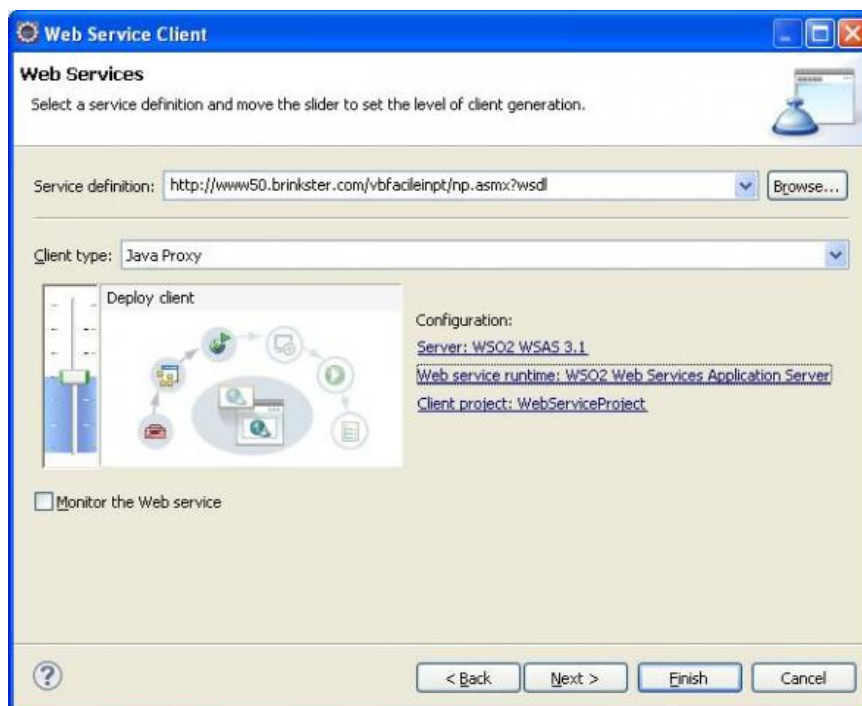 Web Service Client
Web Services
Select a service definition and move the slider to set the level of client generation.
Service definition: http://www50.brinkster.com/vbfacileinpt/np.asmx?wsdl Browse...
Client type: Java Proxy
Deploy client
Configuration:
Server: WSO2 WSAS 3.1
Web service runtime: WSO2 Web Services Application Server
Client project: WebServiceProject
Monitor the Web service
< Back Next > Finish Cancel